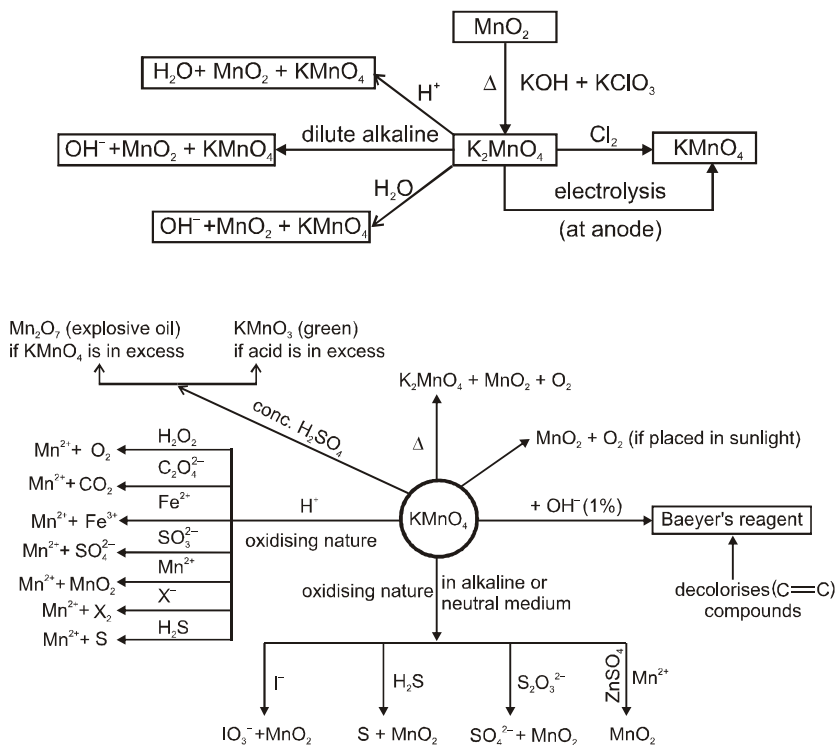 MnO₂
H₂O+ MnO₂ + KMnO₄
Δ KOH + KClO₃
H⁺
dilute alkaline
OH⁻+MnO₂ + KMnO₄
K₂MnO₄
Cl₂
KMnO₄
H₂O
electrolysis
OH⁻+MnO₂ + KMnO₄
(at anode)
Mn₂O₇ (explosive oil)
if KMnO₄ is in excess
KMnO₃ (green)
if acid is in excess
K₂MnO₄ + MnO₂ + O₂
conc. H₂SO₄
Δ
MnO₂ + O₂ (if placed in sunlight)
H₂O₂
Mn²⁺+ O₂
C₂O₄²⁻
Mn²⁺+ CO₂
Fe²⁺
Mn²⁺+ Fe³⁺
SO₃²⁻
Mn²⁺+ SO₄²⁻
Mn²⁺
Mn²⁺+ MnO₂
X⁻
Mn²⁺+ X₂
H₂S
Mn²⁺+ S
H⁺
oxidising nature
KMnO₄
+ OH⁻(1%)
Baeyer's reagent
decolorises(C═C)
compounds
oxidising nature
in alkaline or
neutral medium
I⁻
H₂S
S₂O₃²⁻
ZnSO₄
Mn²⁺
IO₃⁻+MnO₂
S + MnO₂
SO₄²⁻ + MnO₂
MnO₂